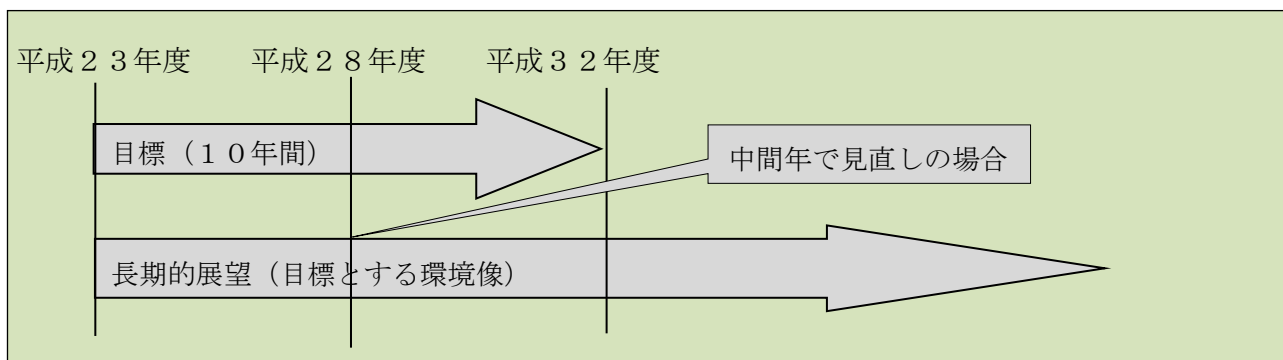 平成２３年度　平成２８年度　平成３２年度
目標（１０年間）
中間年で見直しの場合
長期的展望（目標とする環境像）